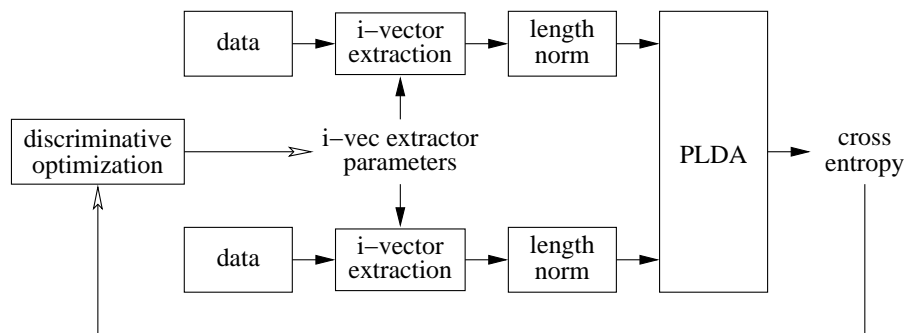 data
i−vector
extraction
length
norm
discriminative
optimization
i−vec extractor
parameters
PLDA
cross
entropy
data
i−vector
extraction
length
norm